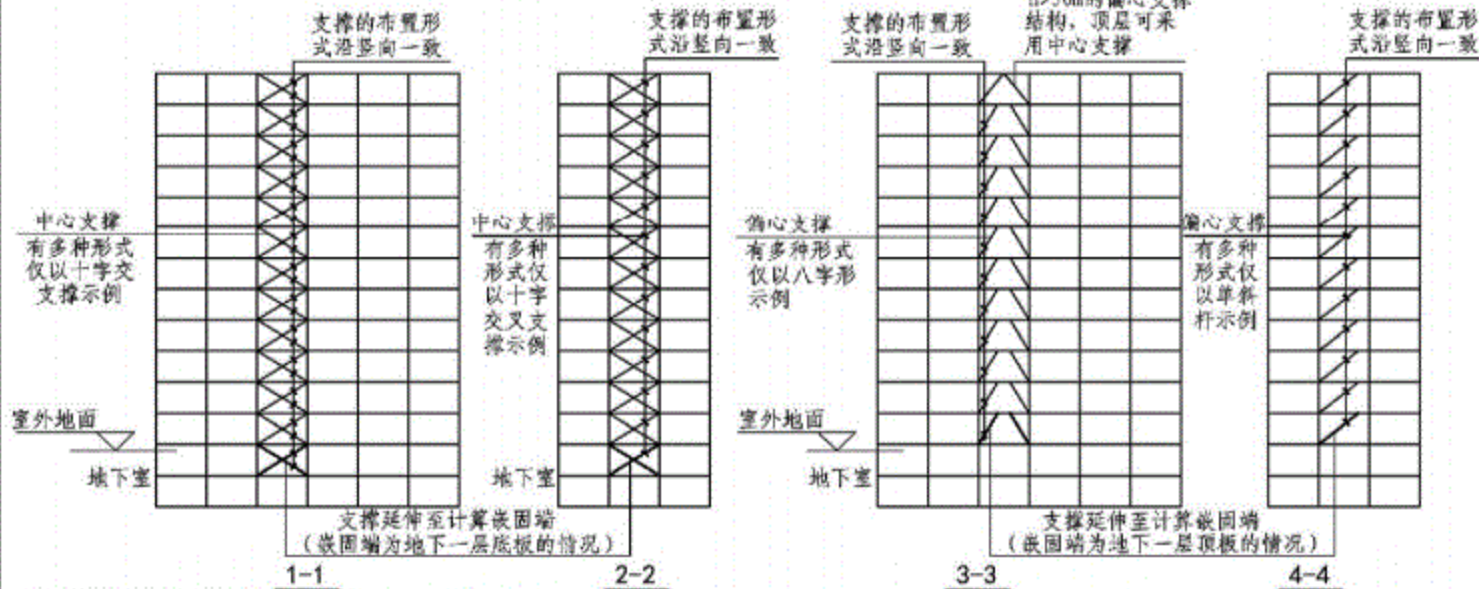 支撑的布置形
式沿竖向一致
支撑的布置形
式沿竖向一致
支撑的布置形
式沿竖向一致
结构，顶层可采
用中心支撑
支撑的布置形
式沿竖向一致
中心支撑
有多种形式
仅以十字交
支撑示例
中心支撑
有多种
形式仅
以十字
交叉支
撑示例
偏心支撑
有多种形式
仅以八字形
示例
偏心支撑
有多种
形式仅
以单斜
杆示例
室外地面
地下室
地下室
室外地面
地下室
支撑延伸至计算嵌固端
（嵌固端为地下一层底板的情况）
支撑延伸至计算嵌固端
（嵌固端为地下一层顶板的情况）
1-1
2-2
3-3
4-4